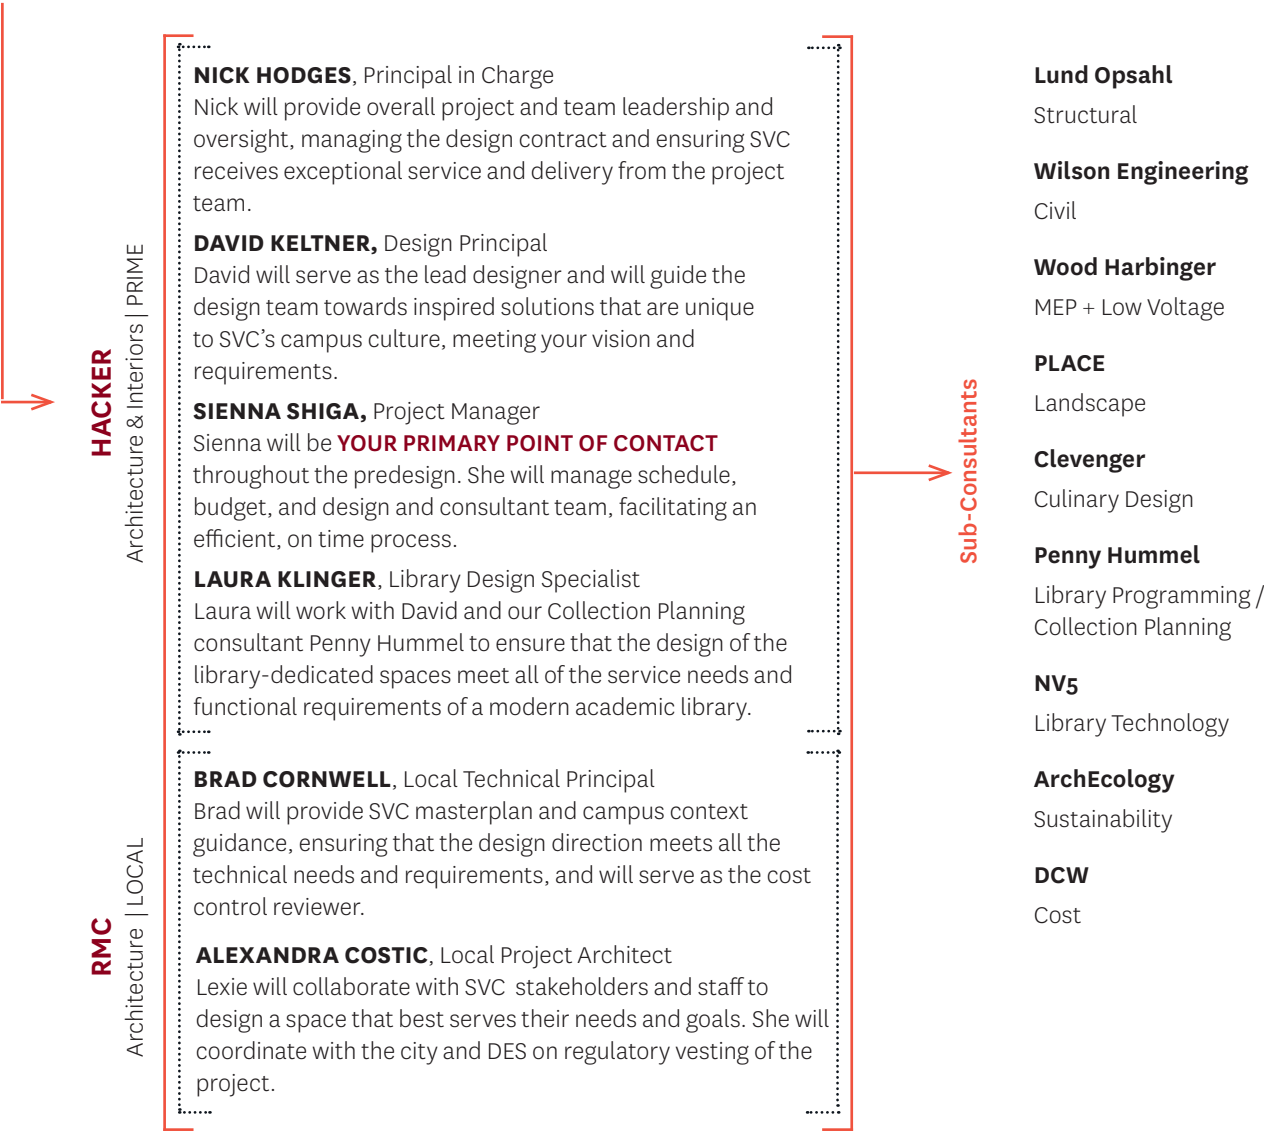 HACKER
Architecture & Interiors | PRIME
NICK HODGES, Principal in Charge
Nick will provide overall project and team leadership and
oversight, managing the design contract and ensuring SVC
receives exceptional service and delivery from the project
team.
DAVID KELTNER, Design Principal
David will serve as the lead designer and will guide the
design team towards inspired solutions that are unique
to SVC’s campus culture, meeting your vision and
requirements.
SIENNA SHIGA, Project Manager
Sienna will be YOUR PRIMARY POINT OF CONTACT
throughout the predesign. She will manage schedule,
budget, and design and consultant team, facilitating an
efficient, on time process.
LAURA KLINGER, Library Design Specialist
Laura will work with David and our Collection Planning
consultant Penny Hummel to ensure that the design of the
library-dedicated spaces meet all of the service needs and
functional requirements of a modern academic library.
RMC
Architecture | LOCAL
BRAD CORNWELL, Local Technical Principal
Brad will provide SVC masterplan and campus context
guidance, ensuring that the design direction meets all the
technical needs and requirements, and will serve as the cost
control reviewer.
ALEXANDRA COSTIC, Local Project Architect
Lexie will collaborate with SVC stakeholders and staff to
design a space that best serves their needs and goals. She will
coordinate with the city and DES on regulatory vesting of the
project.
Sub-Consultants
Lund Opsahl
Structural
Wilson Engineering
Civil
Wood Harbinger
MEP + Low Voltage
PLACE
Landscape
Clevenger
Culinary Design
Penny Hummel
Library Programming /
Collection Planning
NV5
Library Technology
ArchEcology
Sustainability
DCW
Cost